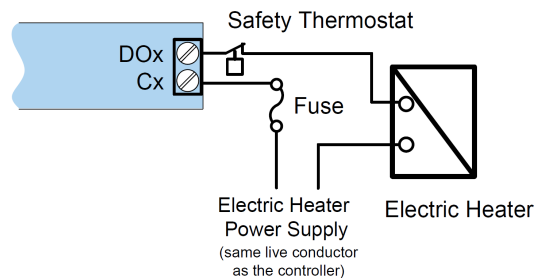 Safety Thermostat
DOx
Cx
Fuse
Electric Heater
Power Supply
(same live conductor
as the controller)
Electric Heater